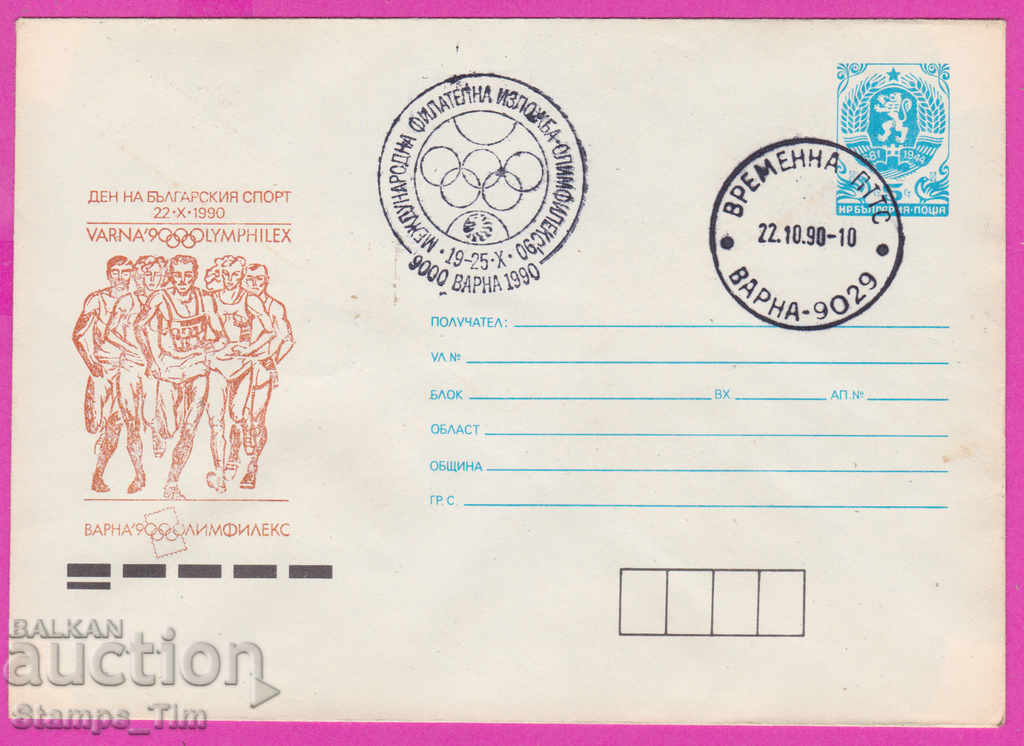 ДЕН НА БЪЛГАРСКИЯ СПОРТ
22·X·1990
VARNA'90 OLYMPHILEX
ВАРНА'90 ОЛИМФИЛЕКС
МЕЖДУНАРОДНА ФИЛАТЕЛНА ИЗЛОЖБА-ОЛИМФИЛЕКС'90
·19-25·X·
9000 ВАРНА 1990
ВРЕМЕННА ПТТС
22.10.90-10
ВАРНА-9029
1944
НР БЪЛГАРИЯ·ПОЩА
ПОЛУЧАТЕЛ:
УЛ №
БЛОК ВХ АП.№
ОБЛАСТ
ОБЩИНА
ГР. С.
BALKAN
auction
Stamps_Tim